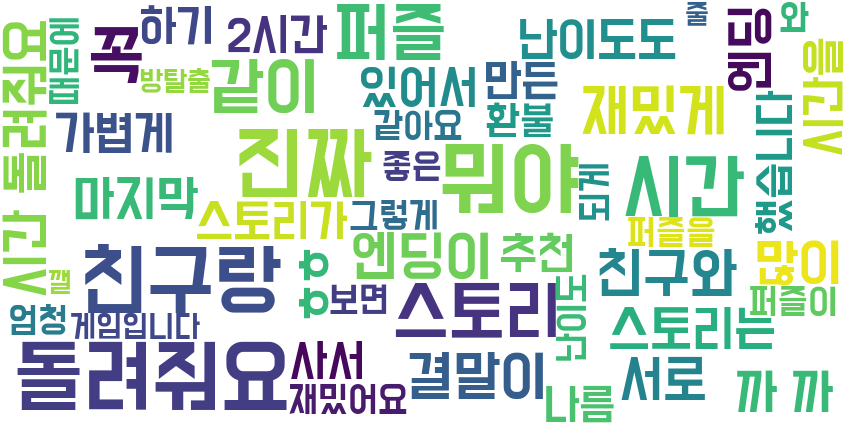 하기
2시간
퍼즐
난이도도
줄
와
때문에
꼭
방탈출
같이
있어서
만든
엔딩
시간을
가볍게
같아요
환불
재밌게
시간 돌려줘요
마지막
진짜
좋은
뭐야
되게
시간
했습니다
스토리가
그렇게
퍼즐을
깰
친구랑
ㅎㅎ
엔딩이
추천
친구와
많이
엄청
게임입니다
보면
스토리
난이도
스토리는
퍼즐이
돌려줘요
사서
재밌어요
결말이
나름
서로
까 까